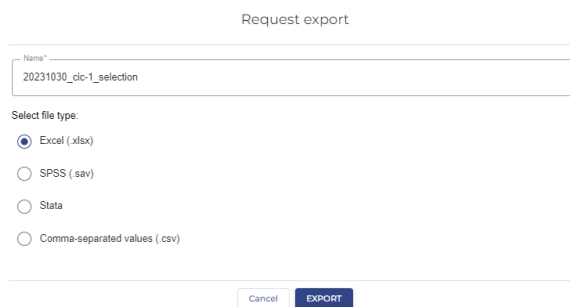 Request export
Name*
20231030_cic-1_selection
Select file type:
Excel (.xlsx)
SPSS (.sav)
Stata
Comma-separated values (.csv)
Cancel EXPORT